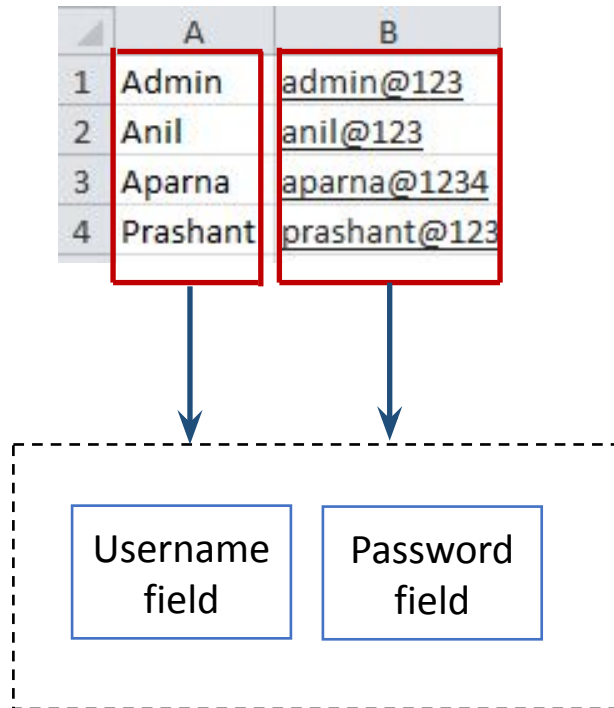 A B
1 Admin admin@123
2 Anil anil@123
3 Aparna aparna@1234
4 Prashant prashant@123
Username Password
field field